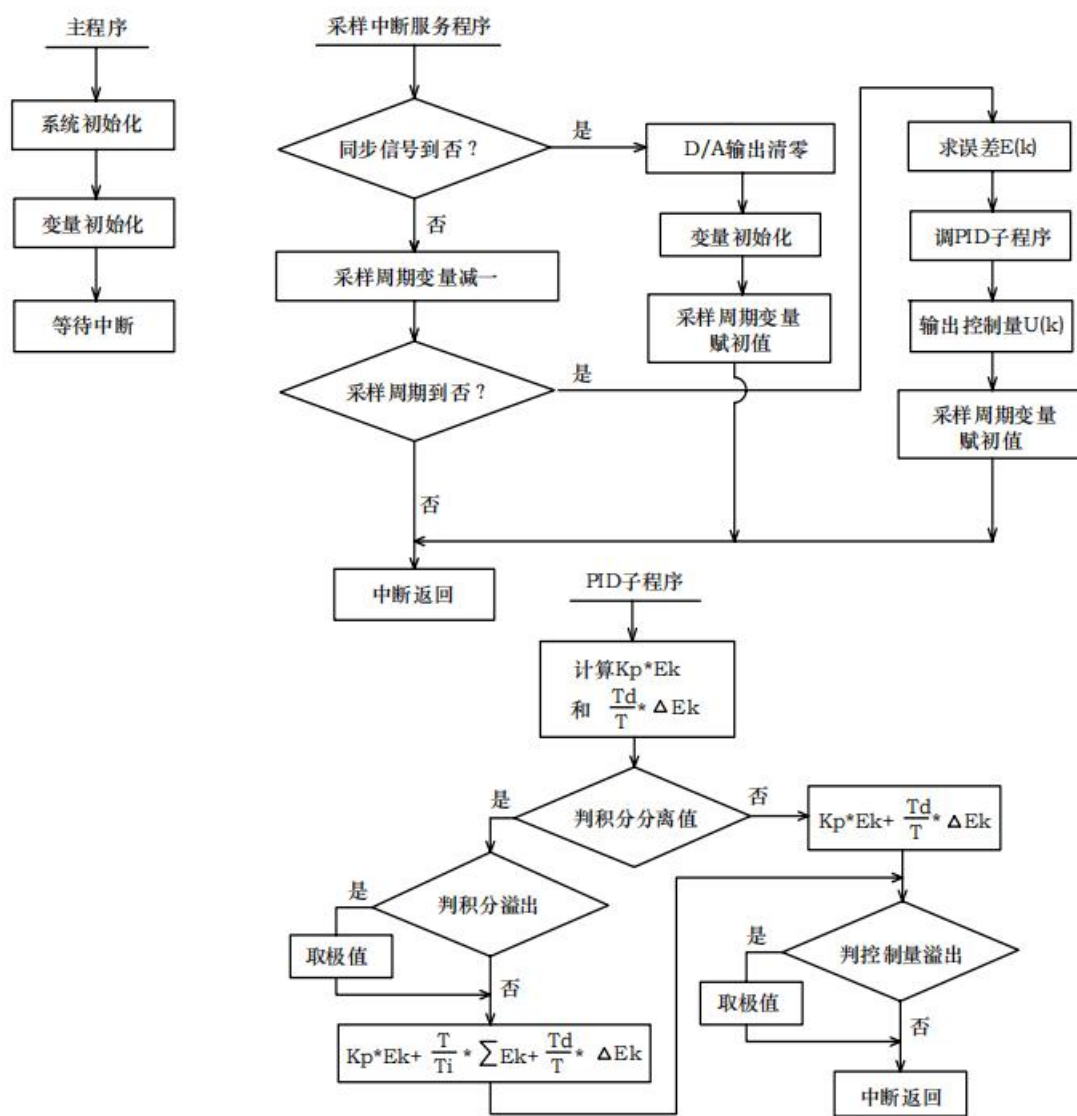 主程序
系统初始化
变量初始化
等待中断
采样中断服务程序
同步信号到否？
是
否
采样周期变量减一
采样周期到否？
是
否
中断返回
D/A输出清零
变量初始化
采样周期变量
赋初值
求误差E(k)
调PID子程序
输出控制量U(k)
采样周期变量
赋初值
PID子程序
计算Kp*Ek
和 Td/T* ΔEk
判积分分离值
是
否
判积分溢出
是
取极值
否
Kp*Ek+ T/Ti * ∑Ek+ Td/T* ΔEk
Kp*Ek+ Td/T* ΔEk
判控制量溢出
是
取极值
否
中断返回